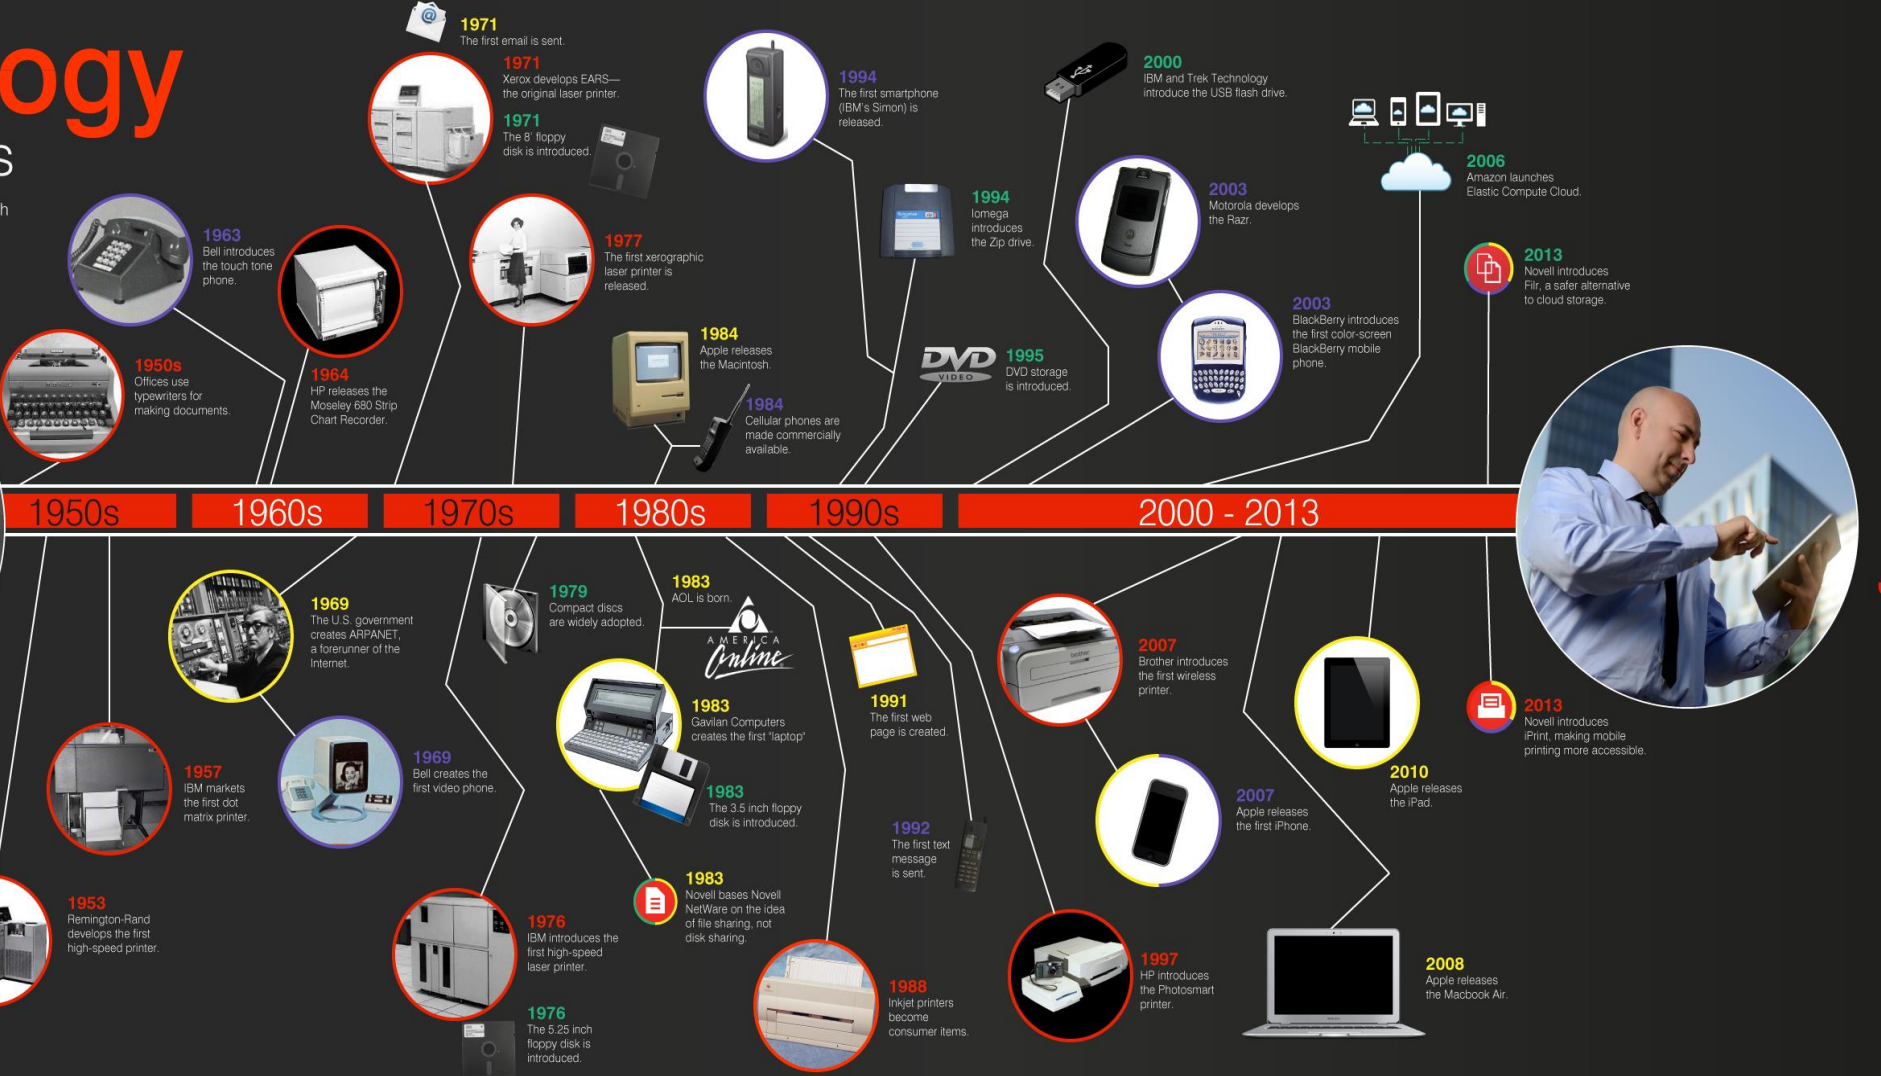 ogy
s
h
1971
The first email is sent.
1971
Xerox develops EARS—
the original laser printer.
1971
The 8' floppy
disk is introduced.
1963
Bell introduces
the touch tone
phone.
1964
HP releases the
Moseley 680 Strip
Chart Recorder.
1950s
Offices use
typewriters for
making documents.
1977
The first xerographic
laser printer is
released.
1984
Apple releases
the Macintosh.
1984
Cellular phones are
made commercially
available.
1994
The first smartphone
(IBM's Simon) is
released.
1994
Iomega
introduces
the Zip drive.
DVD
VIDEO
1995
DVD storage
is introduced.
2000
IBM and Trek Technology
introduce the USB flash drive.
2003
Motorola develops
the Razr.
2003
BlackBerry introduces
the first color-screen
BlackBerry mobile
phone.
2006
Amazon launches
Elastic Compute Cloud.
2013
Novell introduces
Filr, a safer alternative
to cloud storage.
1950s
1960s
1970s
1980s
1990s
2000 - 2013
1957
IBM markets
the first dot
matrix printer.
1953
Remington-Rand
develops the first
high-speed printer.
1969
The U.S. government
creates ARPANET,
a forerunner of the
Internet.
1969
Bell creates the
first video phone.
1979
Compact discs
are widely adopted.
1976
IBM introduces the
first high-speed
laser printer.
1976
The 5.25 inch
floppy disk is
introduced.
1983
AOL is born.
AMERICA
Online
1983
Gavilan Computers
creates the first "laptop"
1983
The 3.5 inch floppy
disk is introduced.
1983
Novell bases Novell
NetWare on the idea
of file sharing, not
disk sharing.
1988
Inkjet printers
become
consumer items.
1991
The first web
page is created.
1992
The first text
message
is sent.
1997
HP introduces
the Photosmart
printer.
2007
Brother introduces
the first wireless
printer.
brother
2007
Apple releases
the first iPhone.
2010
Apple releases
the iPad.
2008
Apple releases
the Macbook Air.
2013
Novell introduces
iPrint, making mobile
printing more accessible.